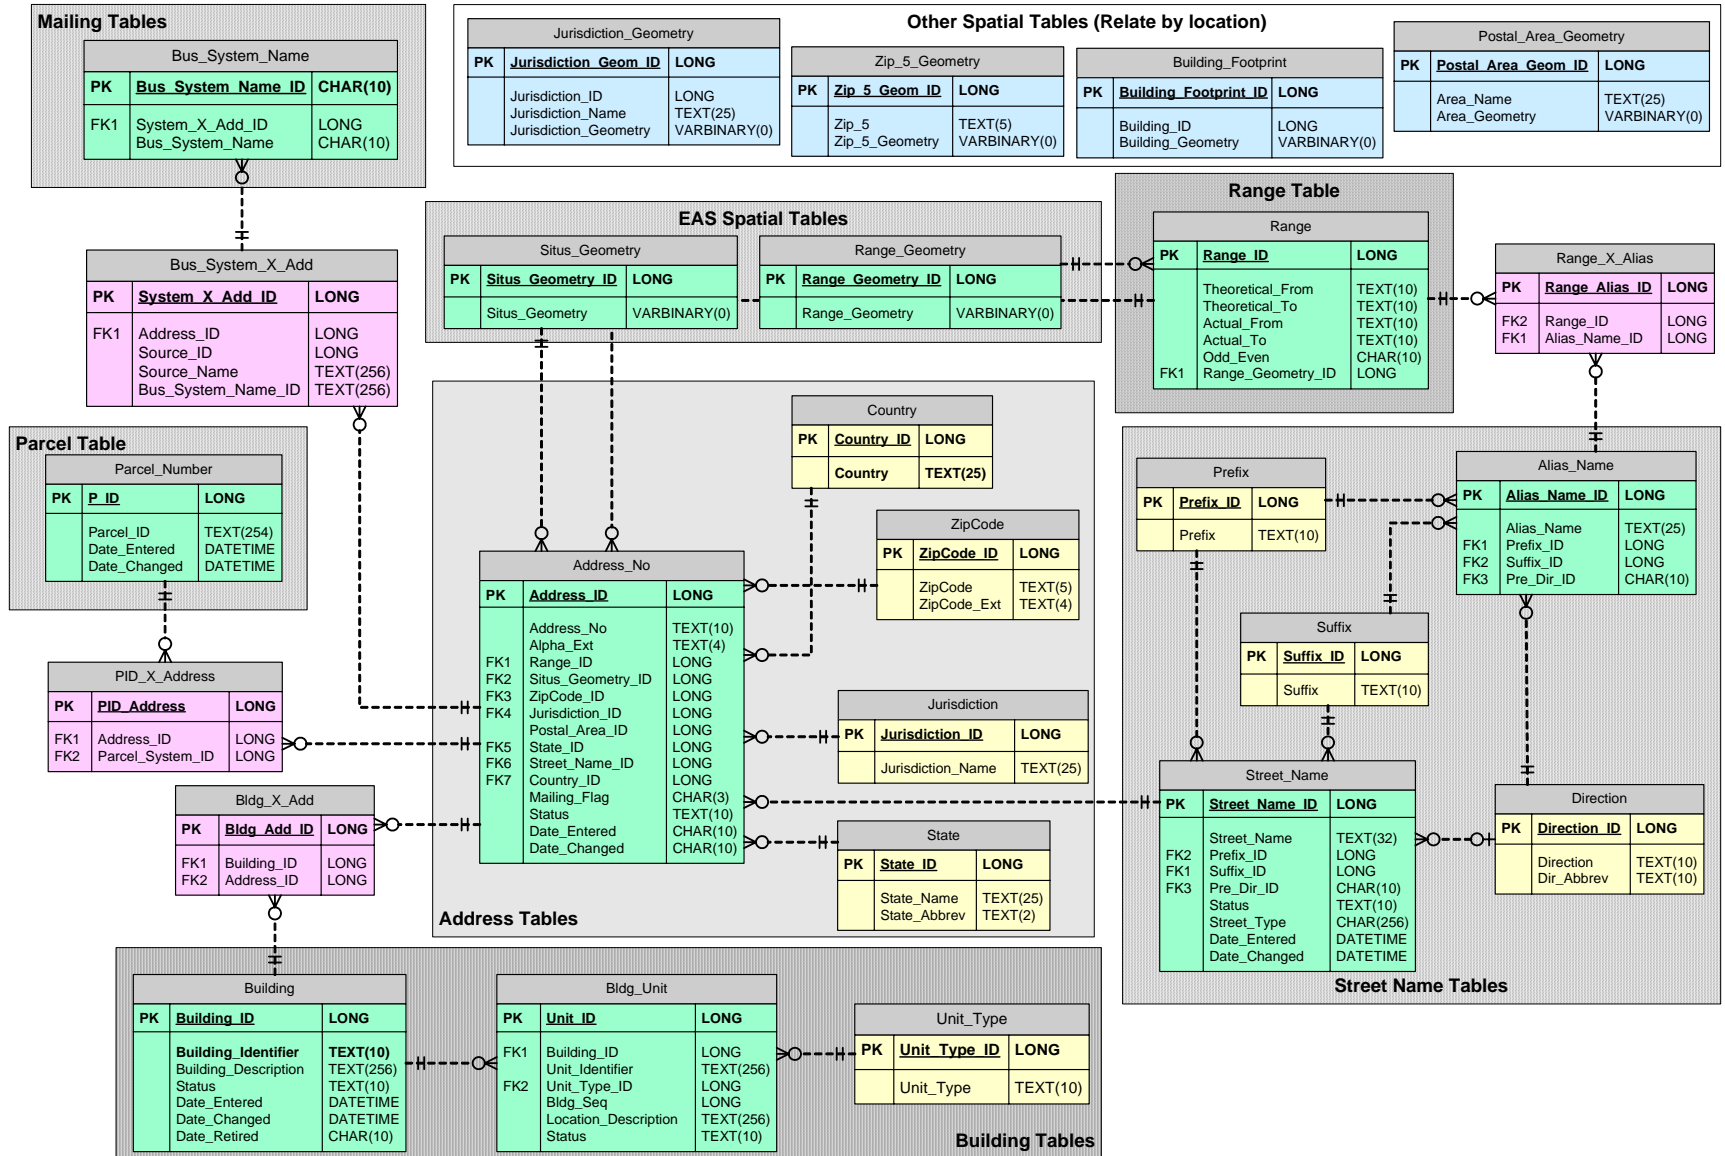 Mailing Tables
Bus_System_Name
PK Bus_System_Name_ID CHAR(10)
FK1 System_X_Add_ID LONG
Bus_System_Name CHAR(10)
Other Spatial Tables (Relate by location)
Jurisdiction_Geometry
PK Jurisdiction_Geom_ID LONG
Jurisdiction_ID LONG
Jurisdiction_Name TEXT(25)
Jurisdiction_Geometry VARBINARY(0)
Zip_5_Geometry
PK Zip_5_Geom_ID LONG
Zip_5 TEXT(5)
Zip_5_Geometry VARBINARY(0)
Building_Footprint
PK Building_Footprint_ID LONG
Building_ID LONG
Building_Geometry VARBINARY(0)
Postal_Area_Geometry
PK Postal_Area_Geom_ID LONG
Area_Name TEXT(25)
Area_Geometry VARBINARY(0)
Bus_System_X_Add
PK System_X_Add_ID LONG
FK1 Address_ID LONG
Source_ID LONG
Source_Name TEXT(256)
Bus_System_Name_ID TEXT(256)
EAS Spatial Tables
Situs_Geometry
PK Situs_Geometry_ID LONG
Situs_Geometry VARBINARY(0)
Range_Geometry
PK Range_Geometry_ID LONG
Range_Geometry VARBINARY(0)
Range Table
Range
PK Range_ID LONG
Theoretical_From TEXT(10)
Theoretical_To TEXT(10)
Actual_From TEXT(10)
Actual_To TEXT(10)
Odd_Even CHAR(10)
FK1 Range_Geometry_ID LONG
Range_X_Alias
PK Range_Alias_ID LONG
FK2 Range_ID LONG
FK1 Alias_Name_ID LONG
Parcel Table
Parcel_Number
PK P_ID LONG
Parcel_ID TEXT(254)
Date_Entered DATETIME
Date_Changed DATETIME
PID_X_Address
PK PID_Address LONG
FK1 Address_ID LONG
FK2 Parcel_System_ID LONG
Bldg_X_Add
PK Bldg_Add_ID LONG
FK1 Building_ID LONG
FK2 Address_ID LONG
Address_No
PK Address_ID LONG
Address_No TEXT(10)
Alpha_Ext TEXT(4)
FK1 Range_ID LONG
FK2 Situs_Geometry_ID LONG
FK3 ZipCode_ID LONG
FK4 Jurisdiction_ID LONG
Postal_Area_ID LONG
FK5 State_ID LONG
FK6 Street_Name_ID LONG
FK7 Country_ID LONG
Mailing_Flag CHAR(3)
Status TEXT(10)
Date_Entered CHAR(10)
Date_Changed CHAR(10)
Country
PK Country_ID LONG
Country TEXT(25)
ZipCode
PK ZipCode_ID LONG
ZipCode TEXT(5)
ZipCode_Ext TEXT(4)
Jurisdiction
PK Jurisdiction_ID LONG
Jurisdiction_Name TEXT(25)
State
PK State_ID LONG
State_Name TEXT(25)
State_Abbrev TEXT(2)
Address Tables
Prefix
PK Prefix_ID LONG
Prefix TEXT(10)
Alias_Name
PK Alias_Name_ID LONG
Alias_Name TEXT(25)
FK1 Prefix_ID LONG
FK2 Suffix_ID LONG
FK3 Pre_Dir_ID CHAR(10)
Suffix
PK Suffix_ID LONG
Suffix TEXT(10)
Street_Name
PK Street_Name_ID LONG
Street_Name TEXT(32)
FK2 Prefix_ID LONG
FK1 Suffix_ID LONG
FK3 Pre_Dir_ID CHAR(10)
Status TEXT(10)
Street_Type CHAR(256)
Date_Entered DATETIME
Date_Changed DATETIME
Direction
PK Direction_ID LONG
Direction TEXT(10)
Dir_Abbrev TEXT(10)
Street Name Tables
Building
PK Building_ID LONG
Building_Identifier TEXT(10)
Building_Description TEXT(256)
Status TEXT(10)
Date_Entered DATETIME
Date_Changed DATETIME
Date_Retired CHAR(10)
Bldg_Unit
PK Unit_ID LONG
FK1 Building_ID LONG
Unit_Identifier TEXT(256)
FK2 Unit_Type_ID LONG
Bldg_Seq LONG
Location_Description TEXT(256)
Status TEXT(10)
Unit_Type
PK Unit_Type_ID LONG
Unit_Type TEXT(10)
Building Tables